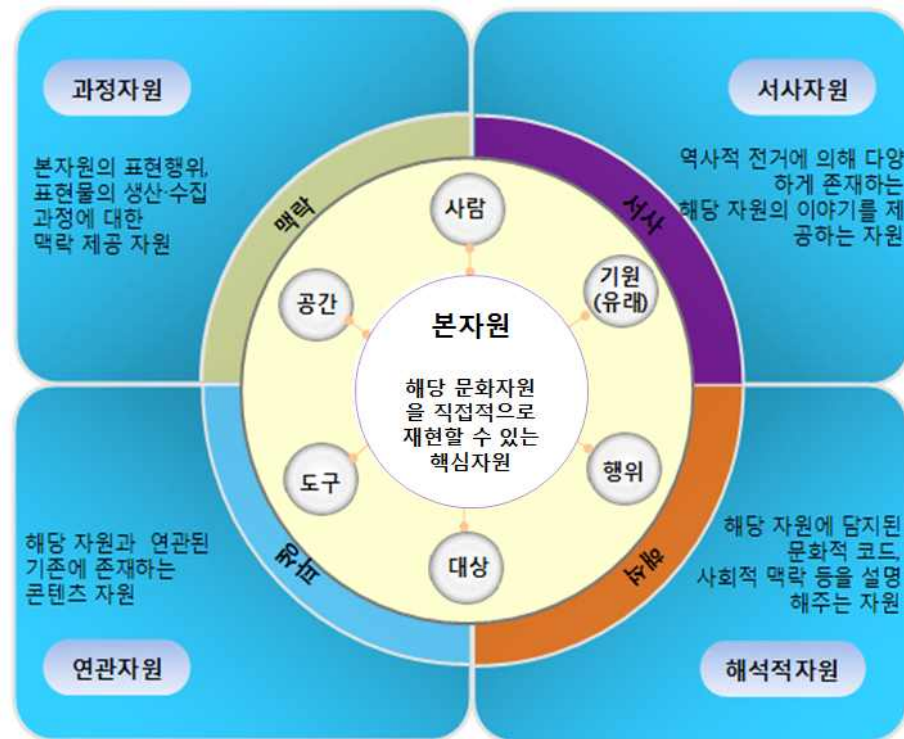 과정자원
본자원의 표현행위,
표현물의 생산·수집
과정에 대한
맥락 제공 자원
서사자원
역사적 전거에 의해 다양
하게 존재하는
해당 자원의 이야기를 제
공하는 자원
맥락
서사
사람
공간
기원
(유래)
본자원
해당 문화자원
을 직접적으로
재현할 수 있는
핵심자원
도구
행위
대상
파생
해석
해당 자원과 연관된
기존에 존재하는
콘텐츠 자원
연관자원
해당 자원에 담지된
문화적 코드,
사회적 맥락 등을 설명
해주는 자원
해석적자원